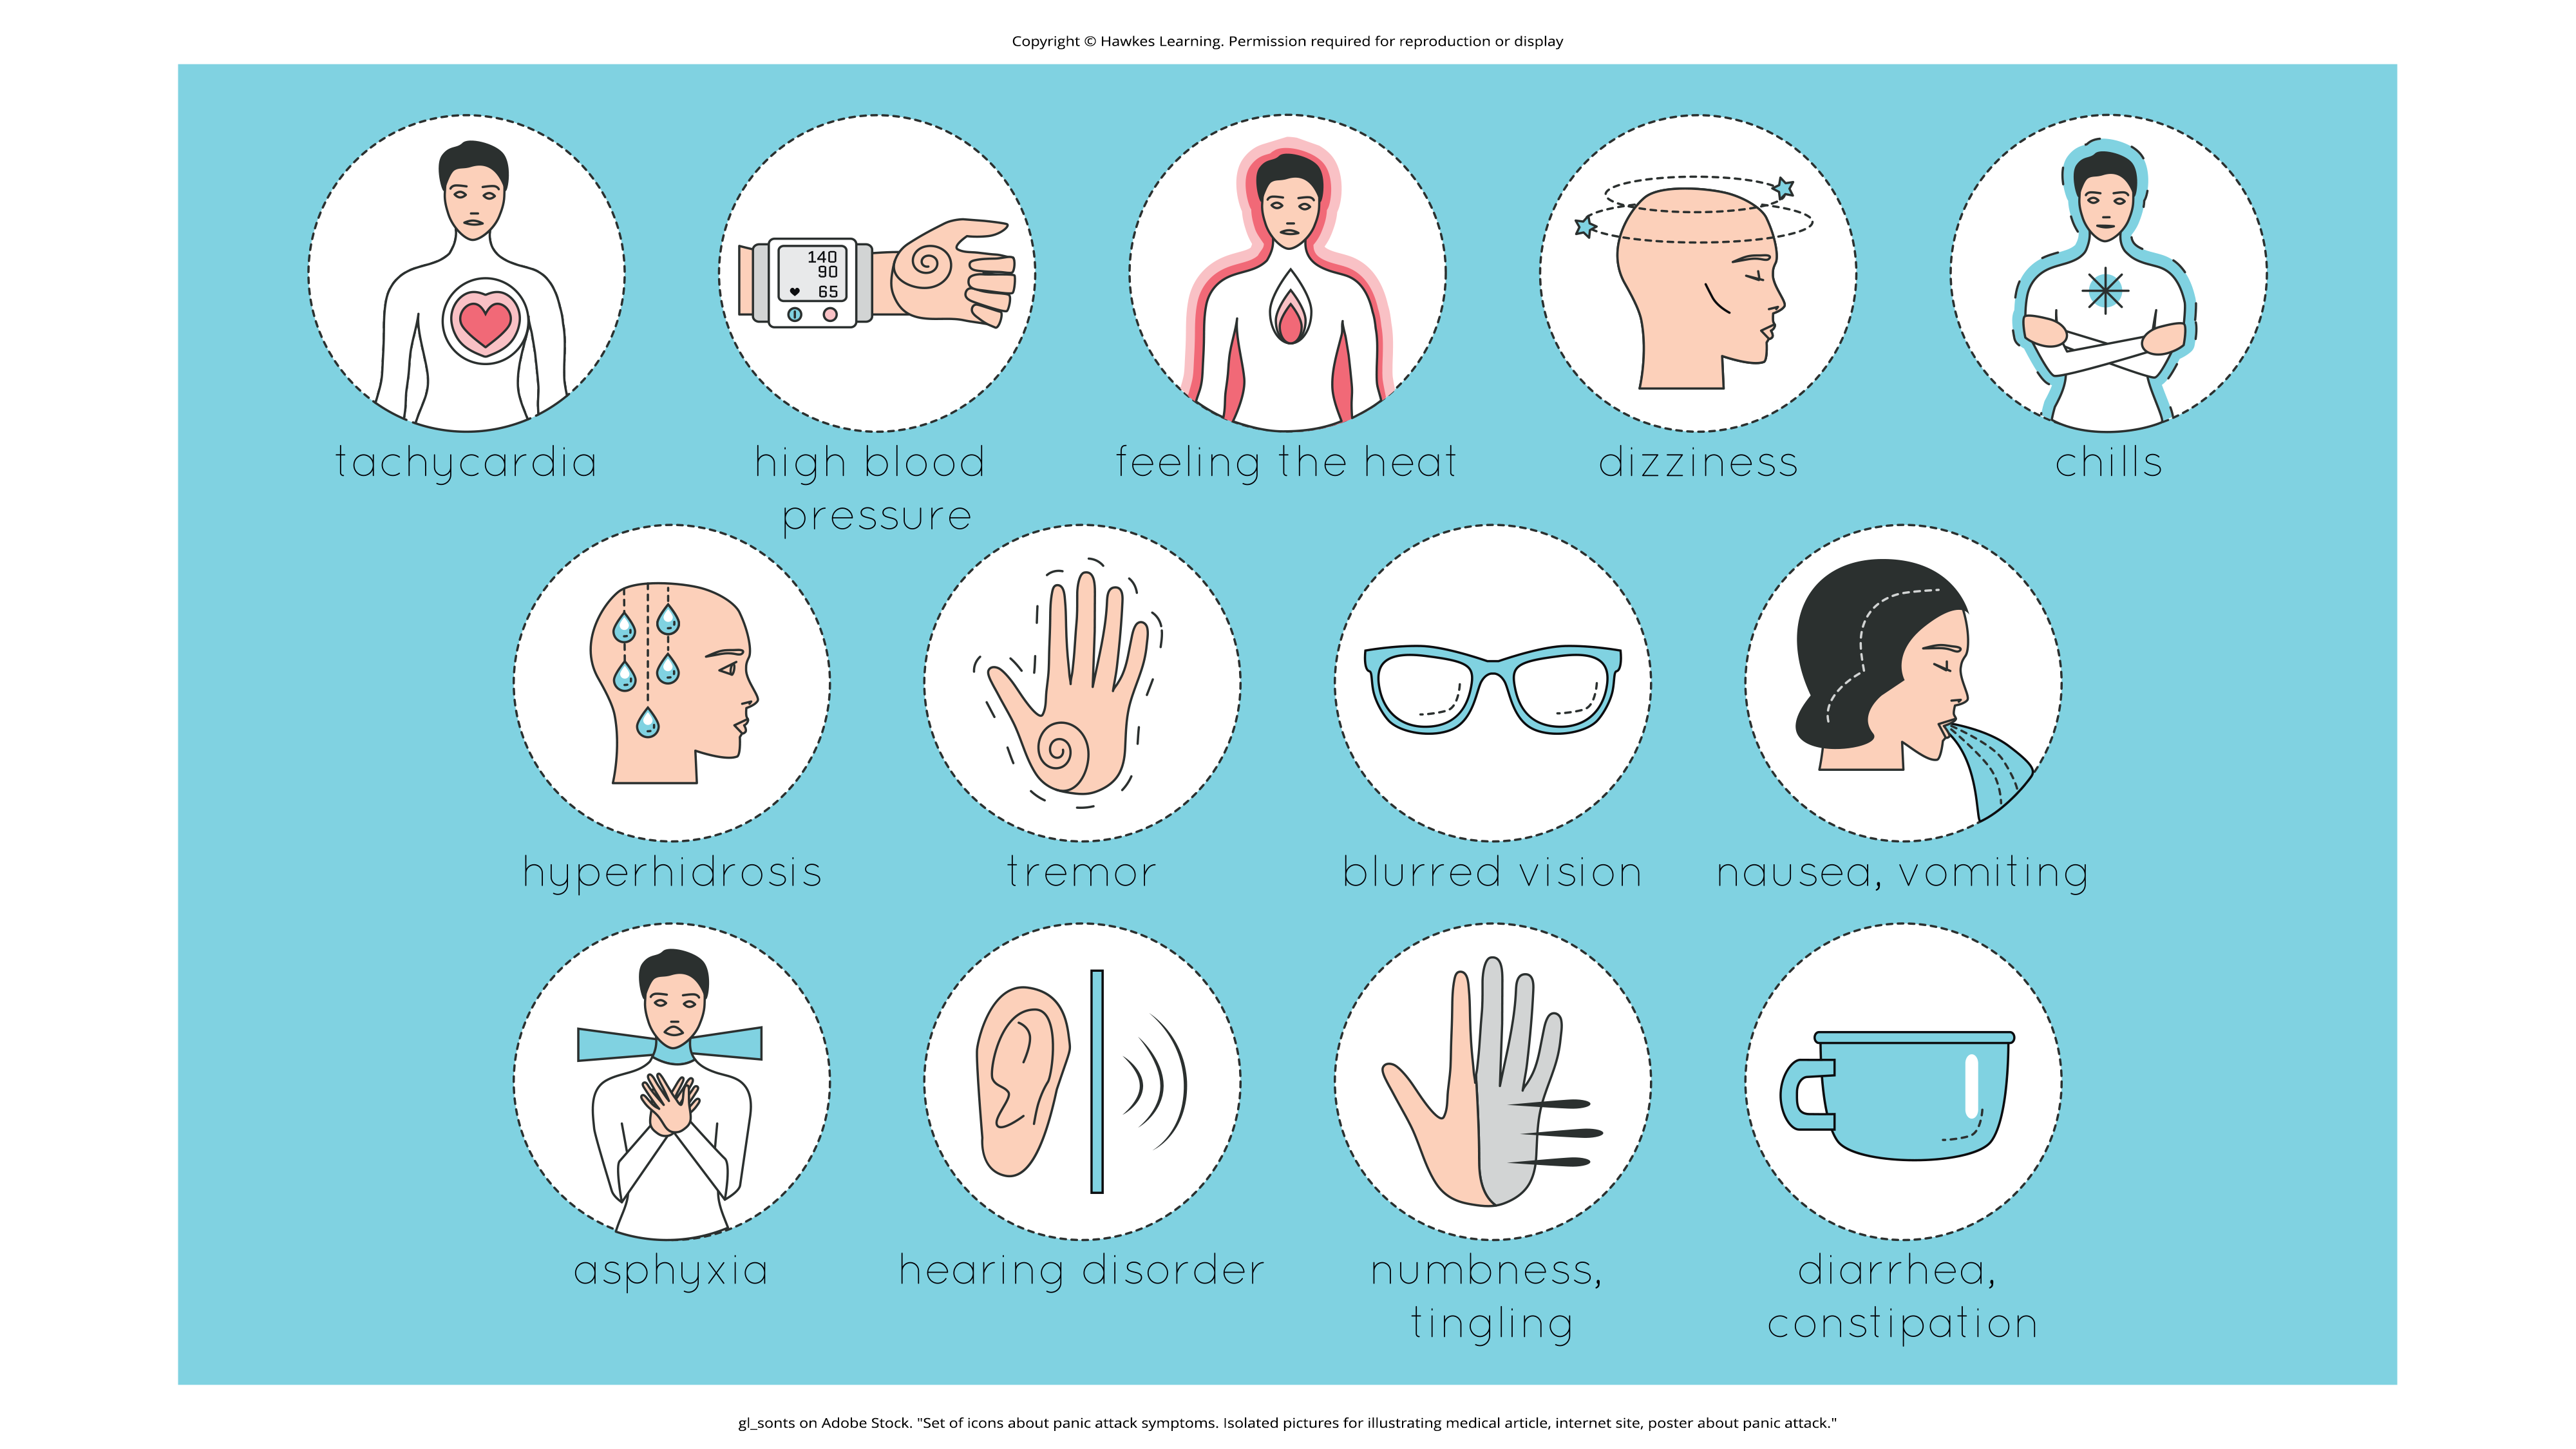 Copyright © Hawkes Learning. Permission required for reproduction or display
140
90
♥ 65
tachycardia
high blood
pressure
feeling the heat
dizziness
chills
hyperhidrosis
tremor
blurred vision
nausea, vomiting
asphyxia
hearing disorder
numbness,
tingling
diarrhea,
constipation
gl_sonts on Adobe Stock. "Set of icons about panic attack symptoms. Isolated pictures for illustrating medical article, internet site, poster about panic attack."